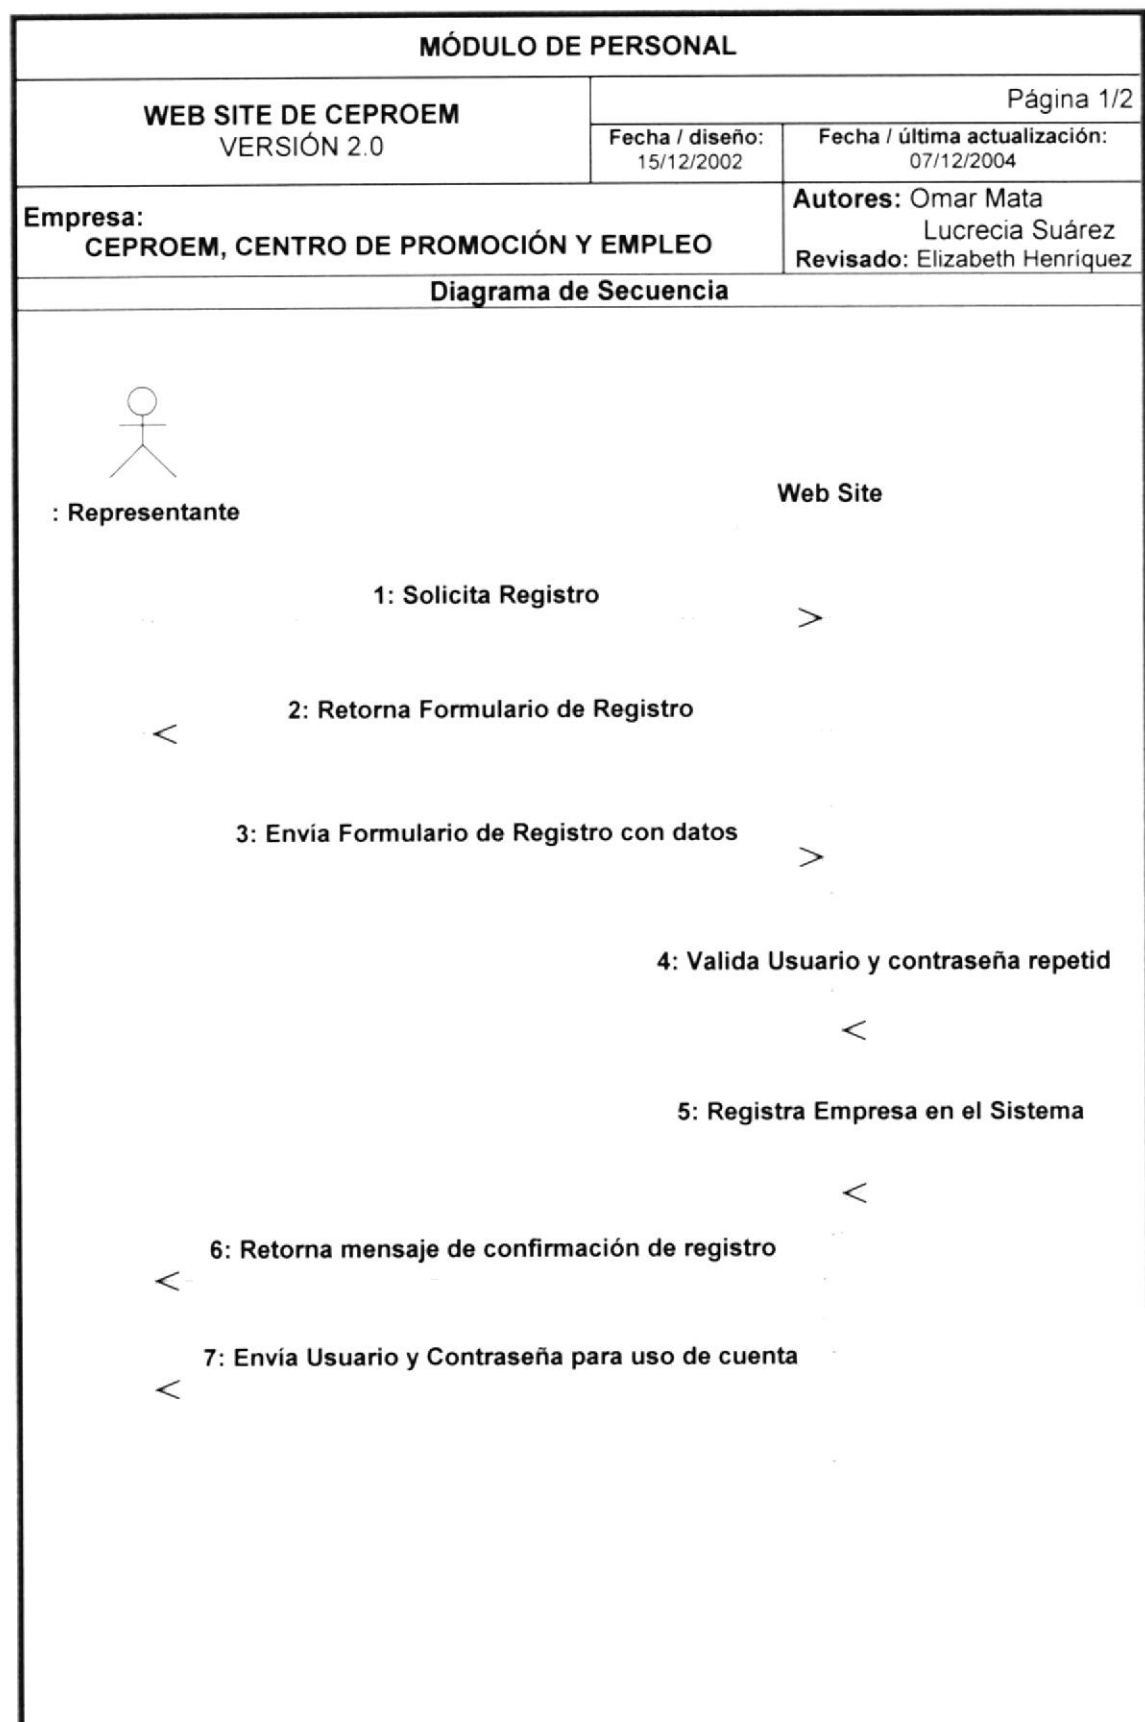 MÓDULO DE PERSONAL
WEB SITE DE CEPROEM
VERSIÓN 2.0
Página 1/2
Fecha / diseño:
15/12/2002
Fecha / última actualización:
07/12/2004
Empresa:
CEPROEM, CENTRO DE PROMOCIÓN Y EMPLEO
Autores: Omar Mata
Lucrecia Suárez
Revisado: Elizabeth Henríquez
Diagrama de Secuencia
: Representante
Web Site
1: Solicita Registro
2: Retorna Formulario de Registro
3: Envía Formulario de Registro con datos
4: Valida Usuario y contraseña repetid
5: Registra Empresa en el Sistema
6: Retorna mensaje de confirmación de registro
7: Envía Usuario y Contraseña para uso de cuenta